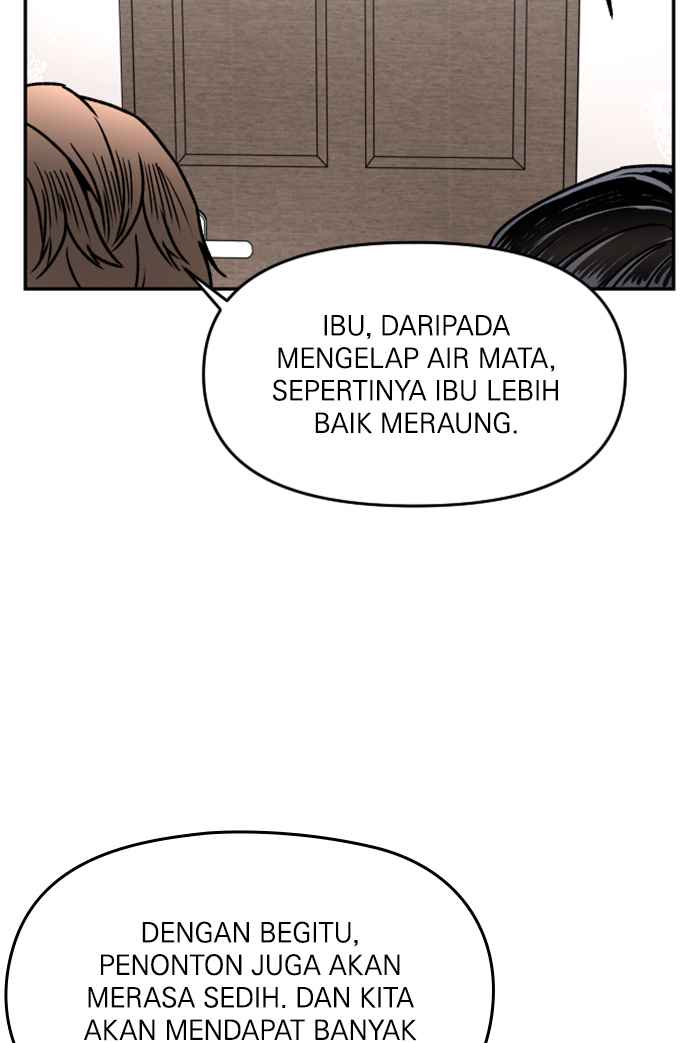 IBU, DARIPADA
MENGELAP AIR MATA,
SEPERTINYA IBU LEBIH
BAIK MERAUNG.
DENGAN BEGITU,
PENONTON JUGA AKAN
MERASA SEDIH. DAN KITA
AKAN MENDAPAT BANYAK